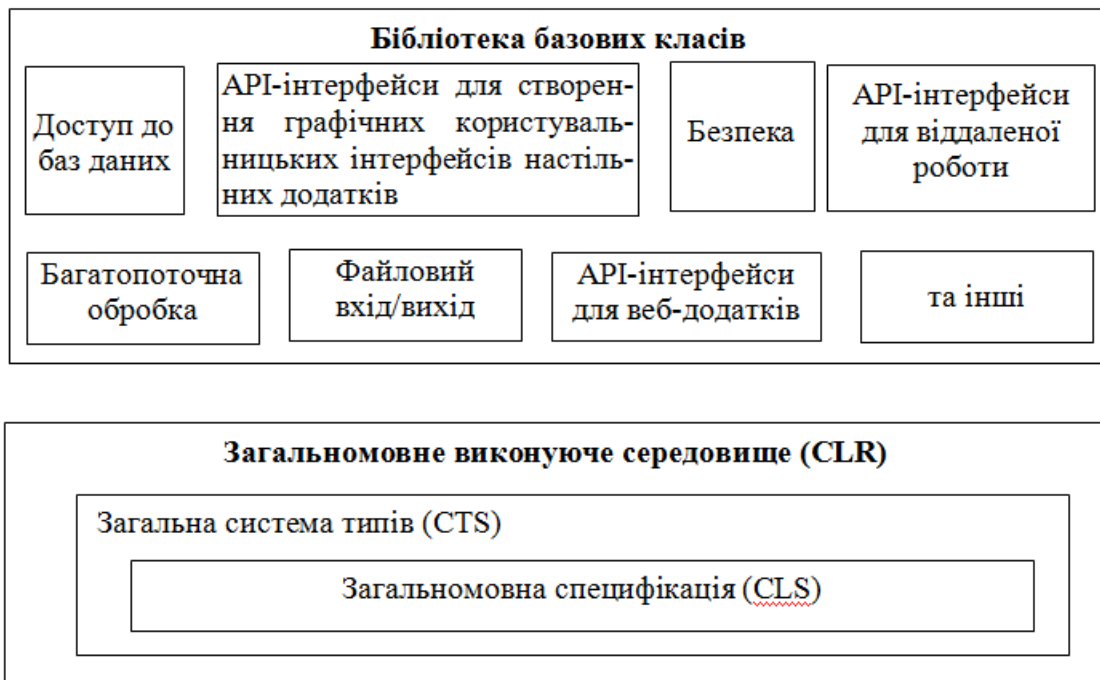 Бібліотека базових класів
Доступ до
баз даних
API-інтерфейси для створен-
ня графічних користуваль-
ницьких інтерфейсів настіль-
них додатків
Безпека
API-інтерфейси
для віддаленої
роботи
Багатопоточна
обробка
Файловий
вхід/вихід
API-інтерфейси
для веб-додатків
та інші
Загальномовне виконуюче середовище (CLR)
Загальна система типів (CTS)
Загальномовна специфікація (CLS)